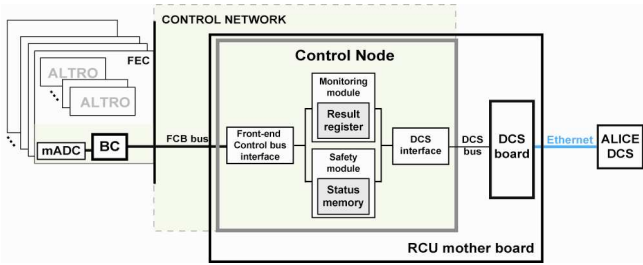 CONTROL NETWORK
FEC
ALTRO
ALTRO
mADC
BC
FCB bus
Control Node
Front-end
Control bus
interface
Monitoring
module
Result
register
Safety
module
Status
memory
DCS
interface
DCS
bus
DCS
board
Ethernet
ALICE
DCS
RCU mother board